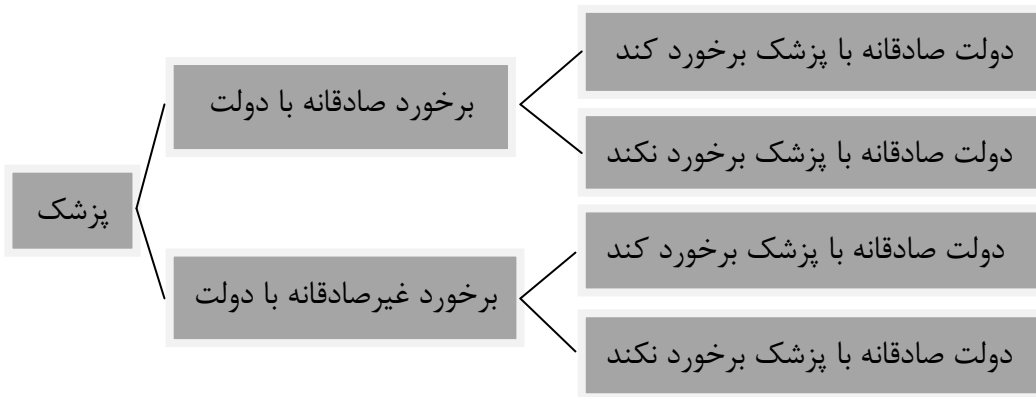 دولت صادقانه با پزشک برخورد کند
برخورد صادقانه با دولت
دولت صادقانه با پزشک برخورد نکند
پزشک
دولت صادقانه با پزشک برخورد کند
برخورد غیرصادقانه با دولت
دولت صادقانه با پزشک برخورد نکند